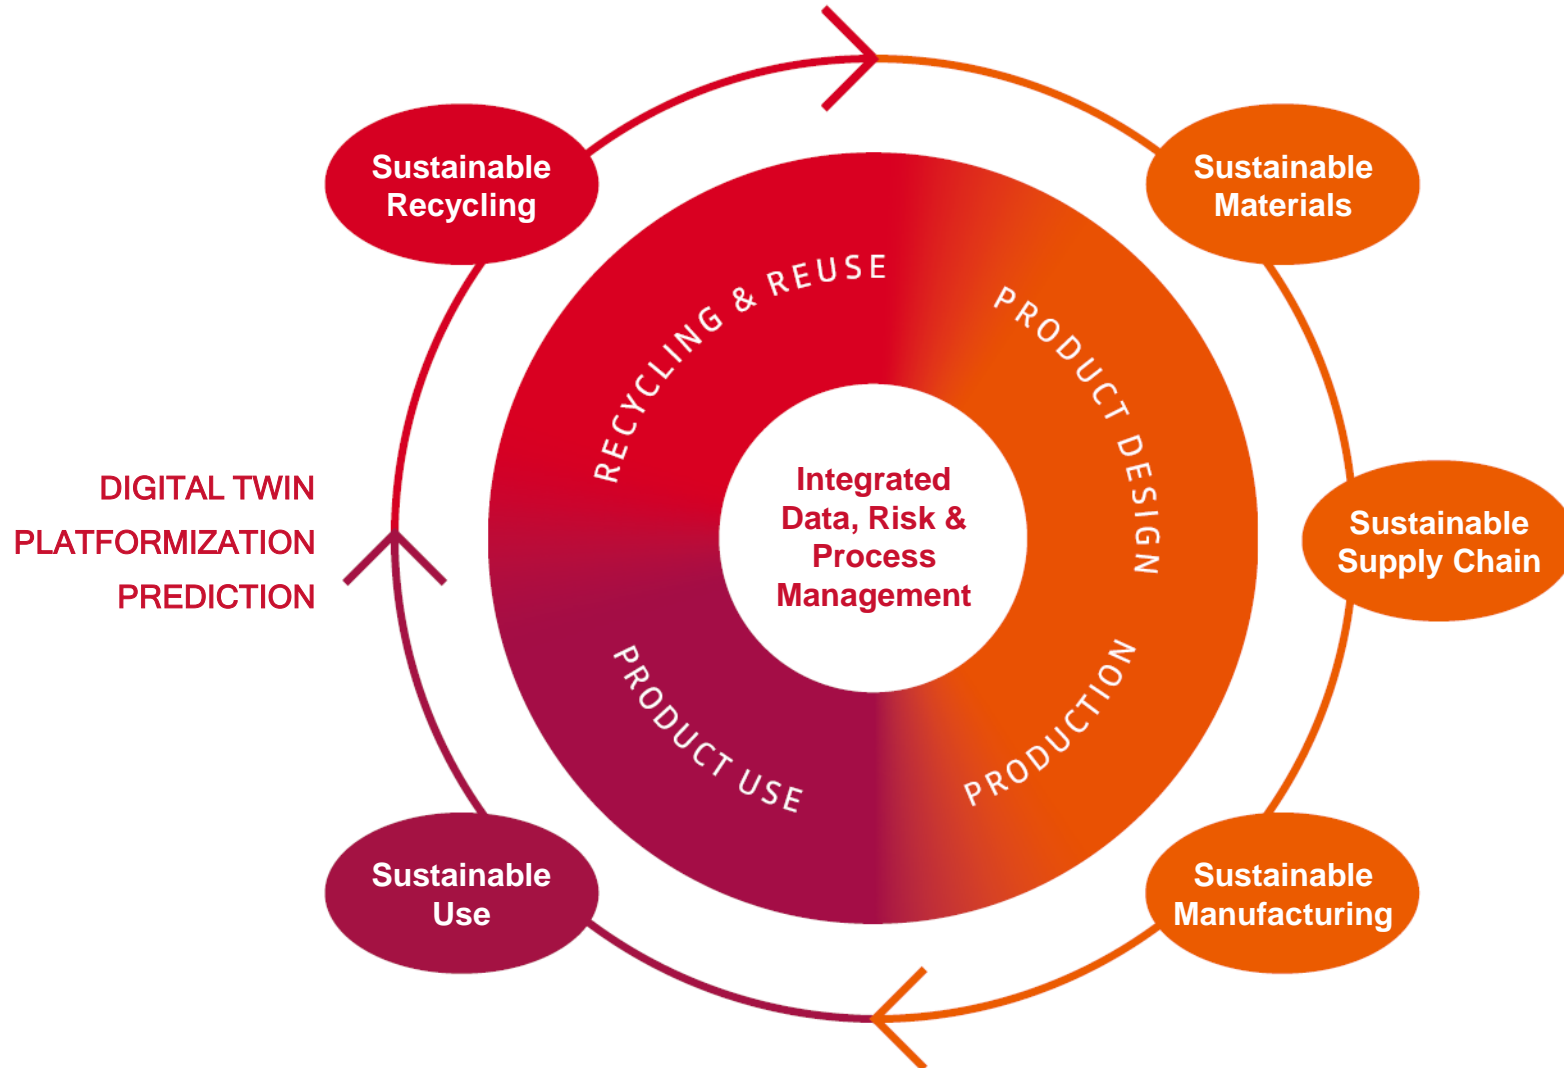 Sustainable
Recycling
Sustainable
Materials
RECYCLING & REUSE
PRODUCT DESIGN
DIGITAL TWIN
PLATFORMIZATION
PREDICTION
Integrated
Data, Risk &
Process
Management
Sustainable
Supply Chain
PRODUCT USE
PRODUCTION
Sustainable
Use
Sustainable
Manufacturing